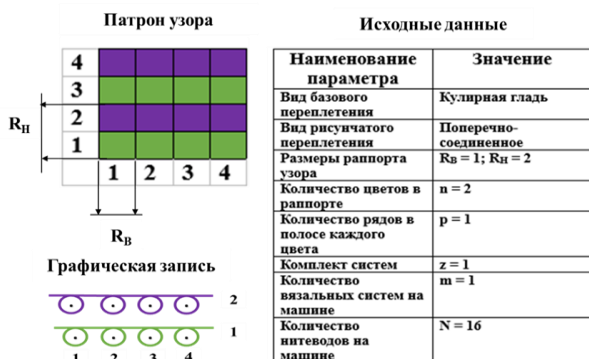 Патрон узора
4
3
2
1
Rн
1 2 3 4
Rв
Графическая запись
2
1
1 2 3 4
Исходные данные
Наименование параметра Значение
Вид базового переплетения Кулирная гладь
Вид рисунчатого переплетения Поперечно-соединенное
Размеры раппорта узора Rв = 1; Rн = 2
Количество цветов в раппорте n = 2
Количество рядов в полосе каждого цвета p = 1
Комплект систем z = 1
Количество вязальных систем на машине m = 1
Количество нитеводов на машине N = 16